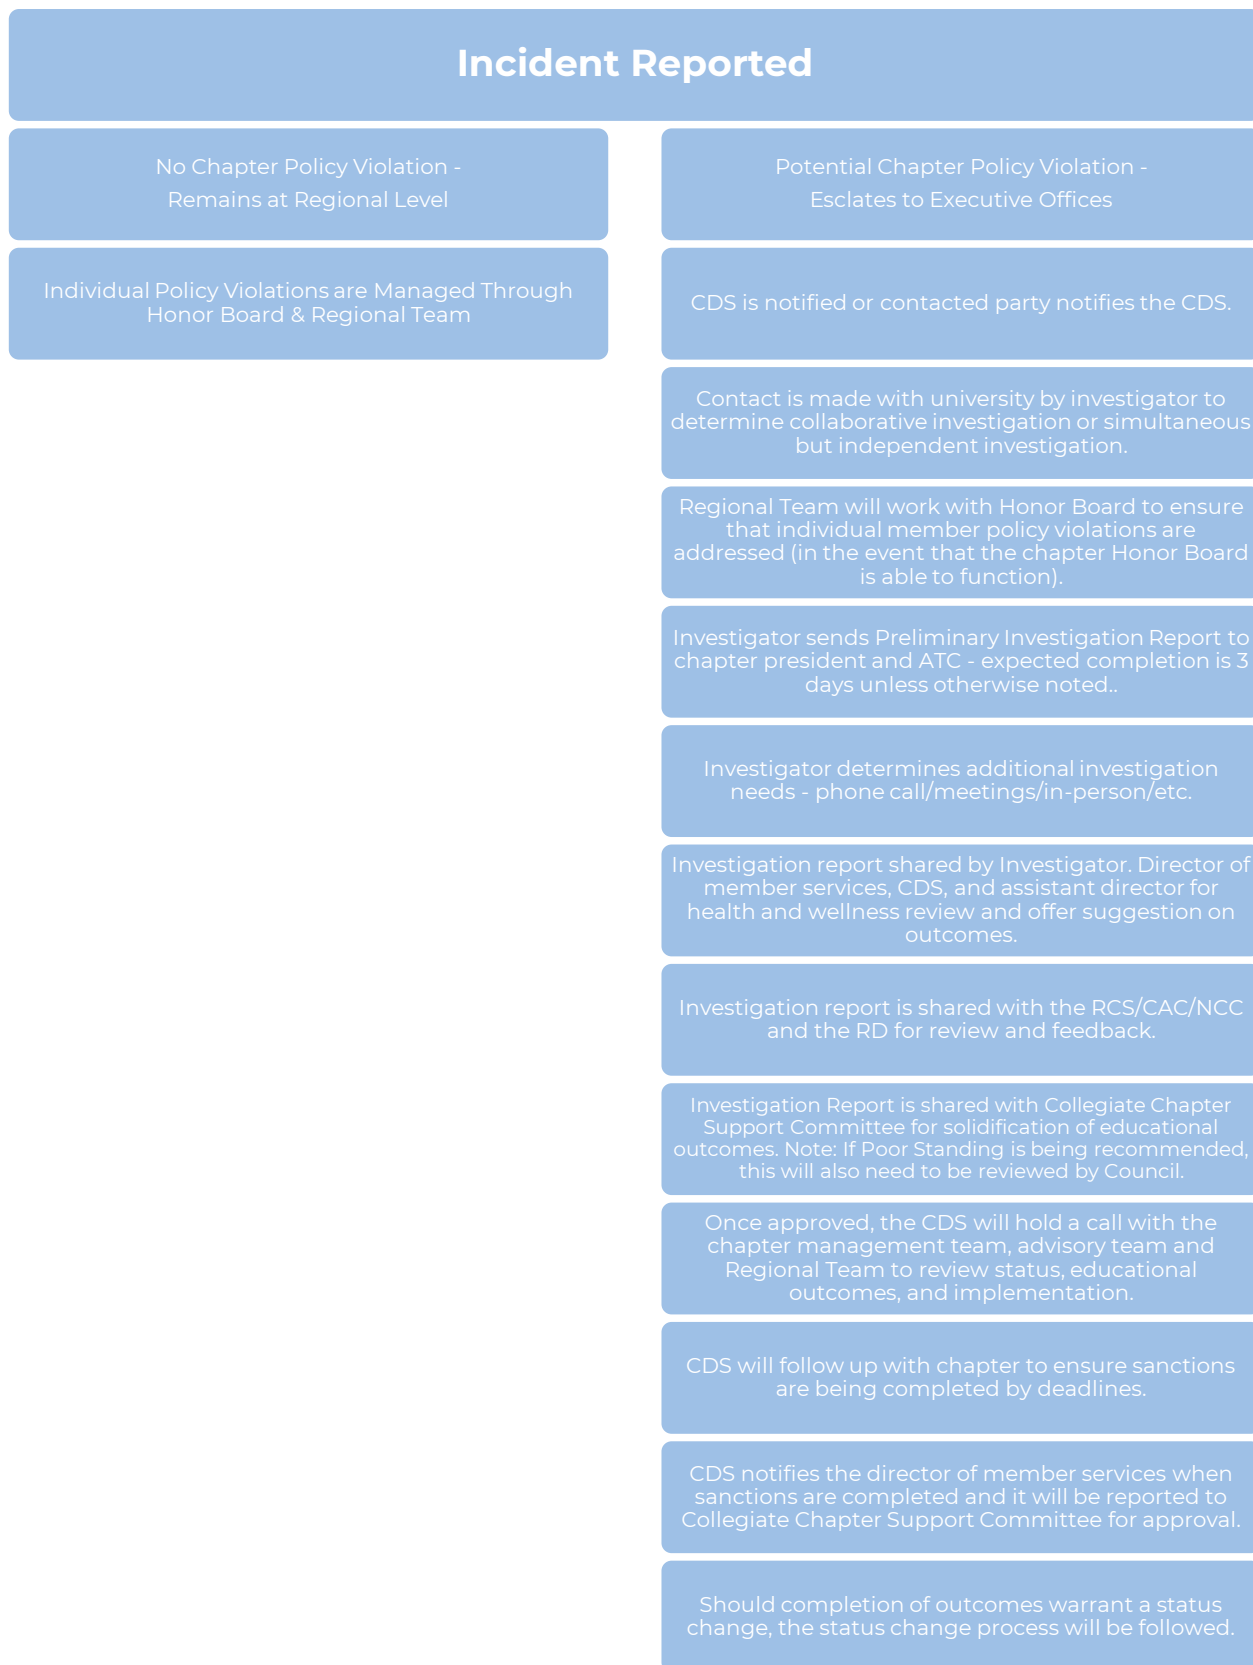 Incident Reported
No Chapter Policy Violation -
Remains at Regional Level
Individual Policy Violations are Managed Through
Honor Board & Regional Team
Potential Chapter Policy Violation -
Esclates to Executive Offices
CDS is notified or contacted party notifies the CDS.
Contact is made with university by investigator to
determine collaborative investigation or simultaneous
but independent investigation.
Regional Team will work with Honor Board to ensure
that individual member policy violations are
addressed (in the event that the chapter Honor Board
is able to function).
Investigator sends Preliminary Investigation Report to
chapter president and ATC - expected completion is 3
days unless otherwise noted..
Investigator determines additional investigation
needs - phone call/meetings/in-person/etc.
Investigation report shared by Investigator. Director of
member services, CDS, and assistant director for
health and wellness review and offer suggestion on
outcomes.
Investigation report is shared with the RCS/CAC/NCC
and the RD for review and feedback.
Investigation Report is shared with Collegiate Chapter
Support Committee for solidification of educational
outcomes. Note: If Poor Standing is being recommended,
this will also need to be reviewed by Council.
Once approved, the CDS will hold a call with the
chapter management team, advisory team and
Regional Team to review status, educational
outcomes, and implementation.
CDS will follow up with chapter to ensure sanctions
are being completed by deadlines.
CDS notifies the director of member services when
sanctions are completed and it will be reported to
Collegiate Chapter Support Committee for approval.
Should completion of outcomes warrant a status
change, the status change process will be followed.